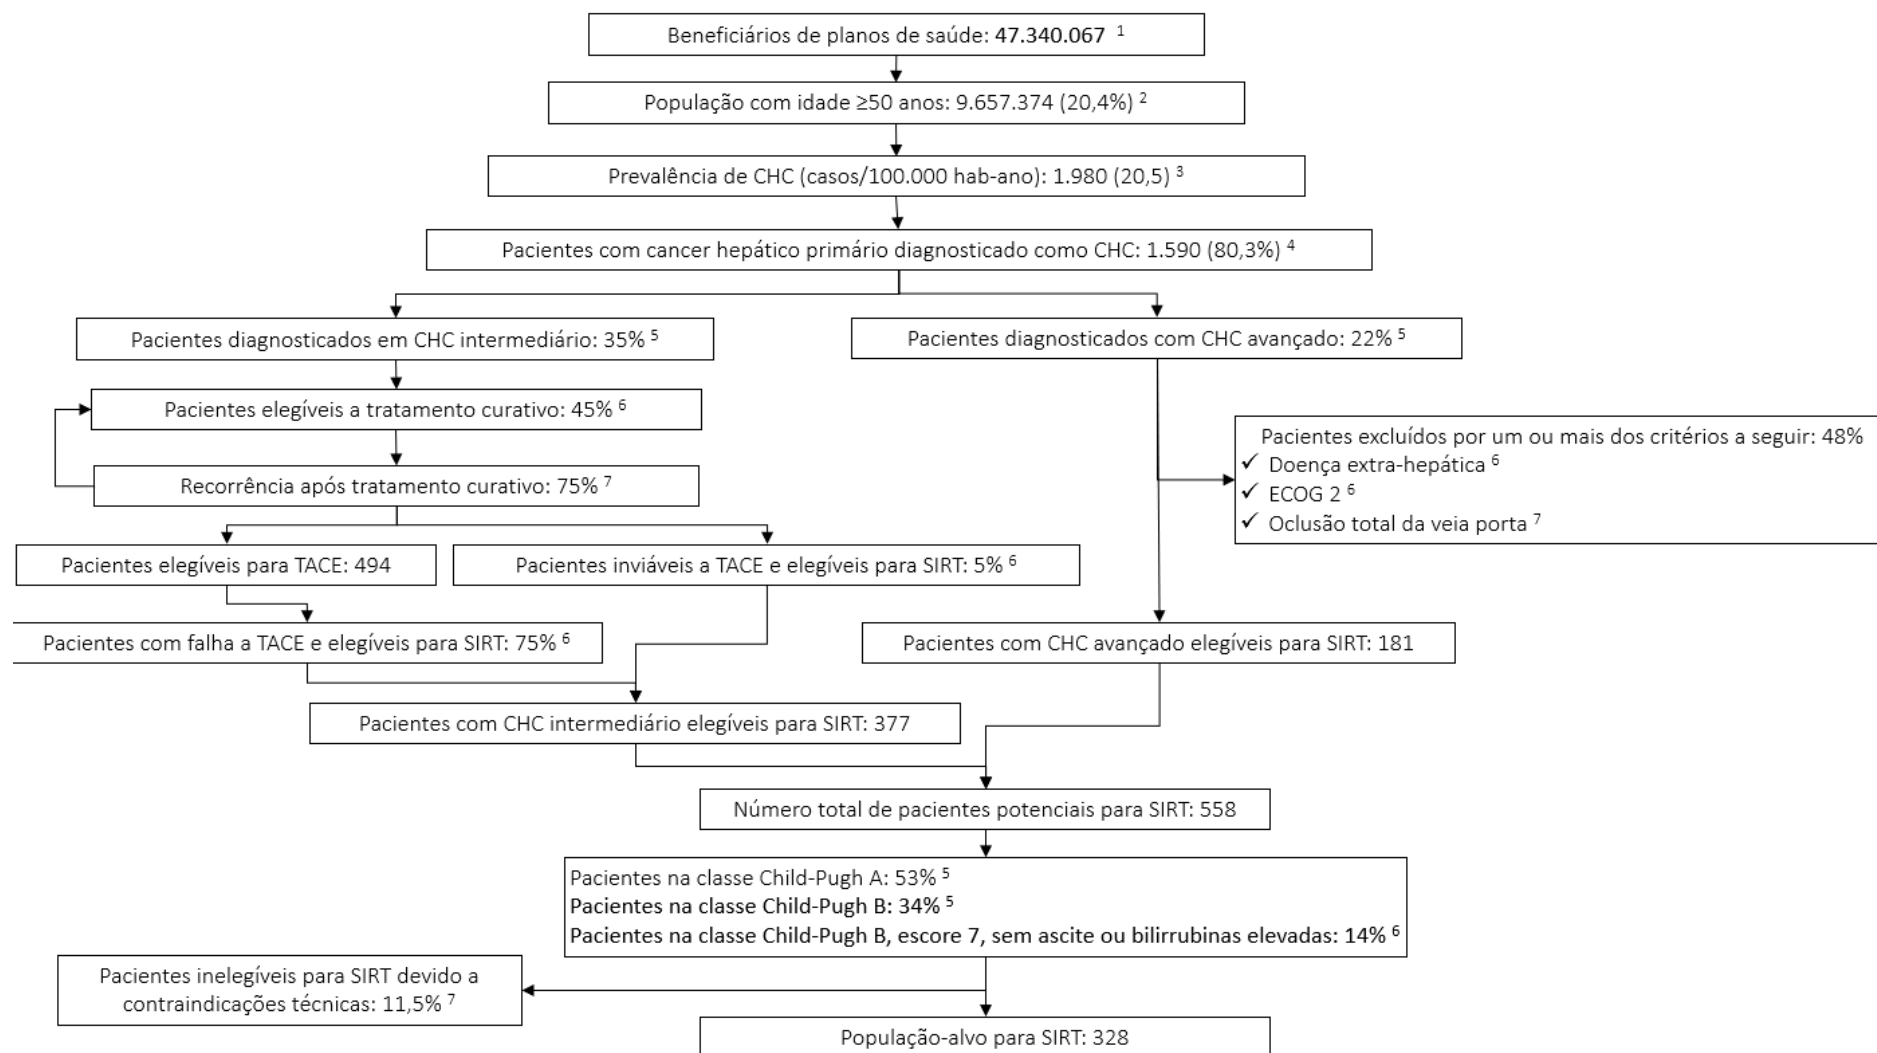 Beneficiários de planos de saúde: 47.340.067 ¹
População com idade ≥50 anos: 9.657.374 (20,4%) ²
Prevalência de CHC (casos/100.000 hab-ano): 1.980 (20,5) ³
Pacientes com cancer hepático primário diagnosticado como CHC: 1.590 (80,3%) ⁴
Pacientes diagnosticados em CHC intermediário: 35% ⁵
Pacientes diagnosticados com CHC avançado: 22% ⁵
Pacientes elegíveis a tratamento curativo: 45% ⁶
Pacientes excluídos por um ou mais dos critérios a seguir: 48%
✓ Doença extra-hepática ⁶
✓ ECOG 2 ⁶
✓ Oclusão total da veia porta ⁷
Recorrência após tratamento curativo: 75% ⁷
Pacientes elegíveis para TACE: 494
Pacientes inviáveis a TACE e elegíveis para SIRT: 5% ⁶
Pacientes com falha a TACE e elegíveis para SIRT: 75% ⁶
Pacientes com CHC avançado elegíveis para SIRT: 181
Pacientes com CHC intermediário elegíveis para SIRT: 377
Número total de pacientes potenciais para SIRT: 558
Pacientes na classe Child-Pugh A: 53% ⁵
Pacientes na classe Child-Pugh B: 34% ⁵
Pacientes na classe Child-Pugh B, escore 7, sem ascite ou bilirrubinas elevadas: 14% ⁶
Pacientes inelegíveis para SIRT devido a
contraindicações técnicas: 11,5% ⁷
População-alvo para SIRT: 328